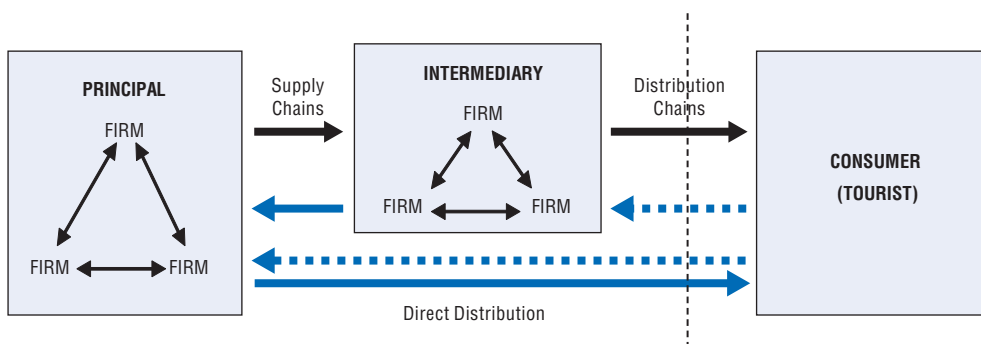 PRINCIPAL
FIRM
FIRM
FIRM
Supply
Chains
INTERMEDIARY
FIRM
FIRM
FIRM
Distribution
Chains
CONSUMER
(TOURIST)
Direct Distribution